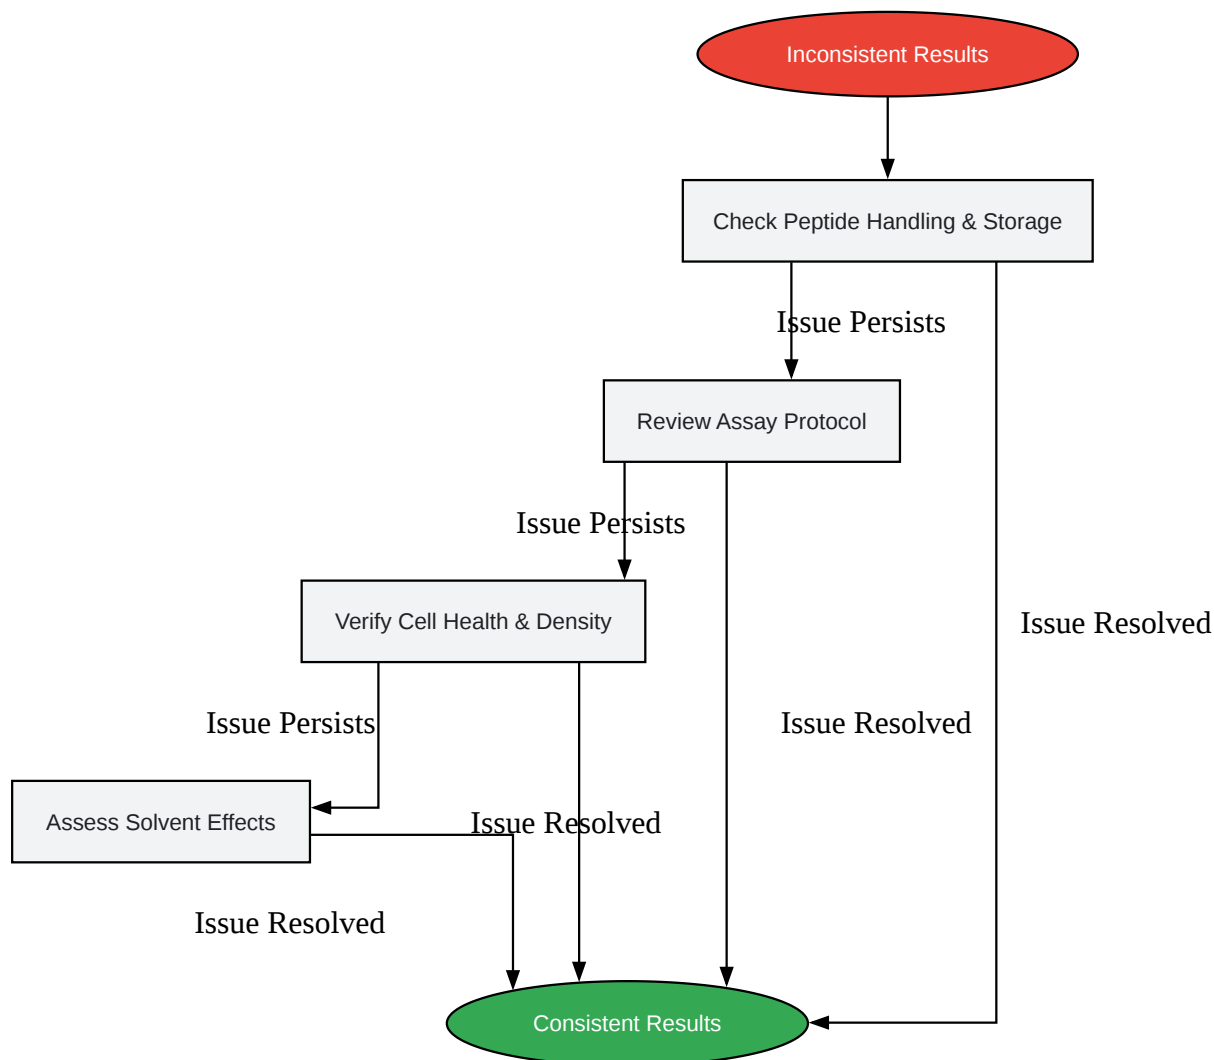 Inconsistent Results
Check Peptide Handling & Storage
Issue Persists
Review Assay Protocol
Issue Persists
Verify Cell Health & Density
Issue Resolved
Issue Persists
Issue Resolved
Assess Solvent Effects
Issue Resolved
Issue Resolved
Consistent Results